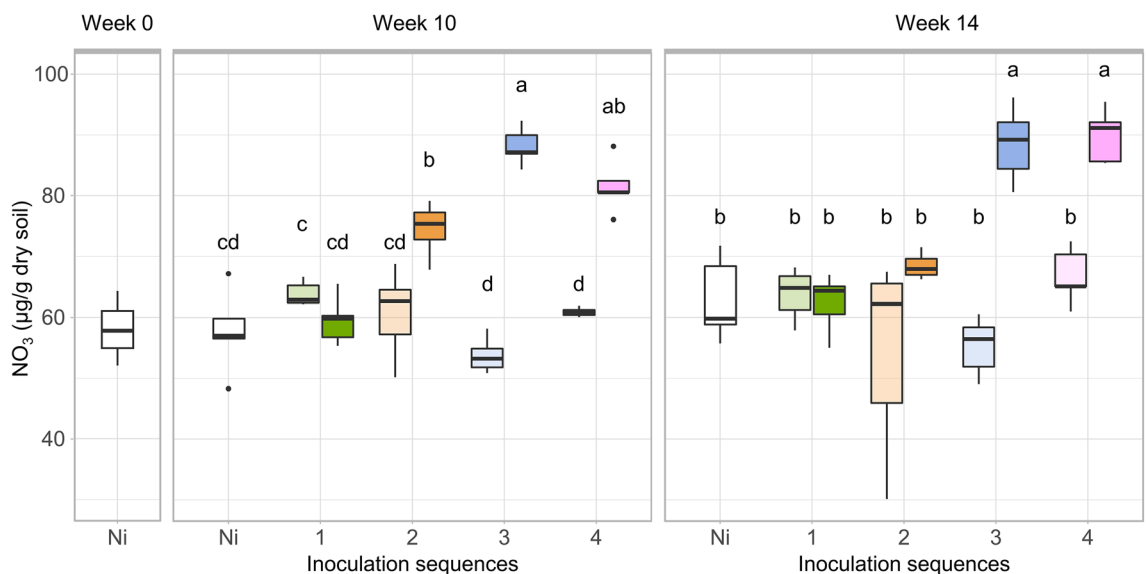 Week 0 Week 10 Week 14
100
80
60
40
NO3 (µg/g dry soil)
cd c cd cd b d a d ab
b b b b b b a b a
Ni Ni 1 2 3 4 Ni 1 2 3 4
Inoculation sequences Inoculation sequences